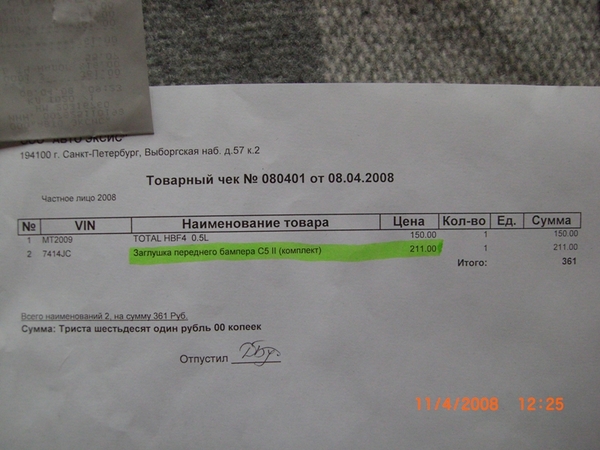 194100 г. Санкт-Петербург, Выборгская наб. д.57 к.2
Товарный чек № 080401 от 08.04.2008
Частное лицо 2008
№ VIN Наименование товара Цена Кол-во Ед. Сумма
1 MT2009 TOTAL HBF4 0.5L 150.00 1 150.00
2 7414JC Заглушка переднего бампера C5 II (комплект) 211.00 1 211.00
Итого: 361
Всего наименований 2, на сумму 361 Руб.
Сумма: Триста шестьдесят один рубль 00 копеек
Отпустил
11/4/2008 12:25